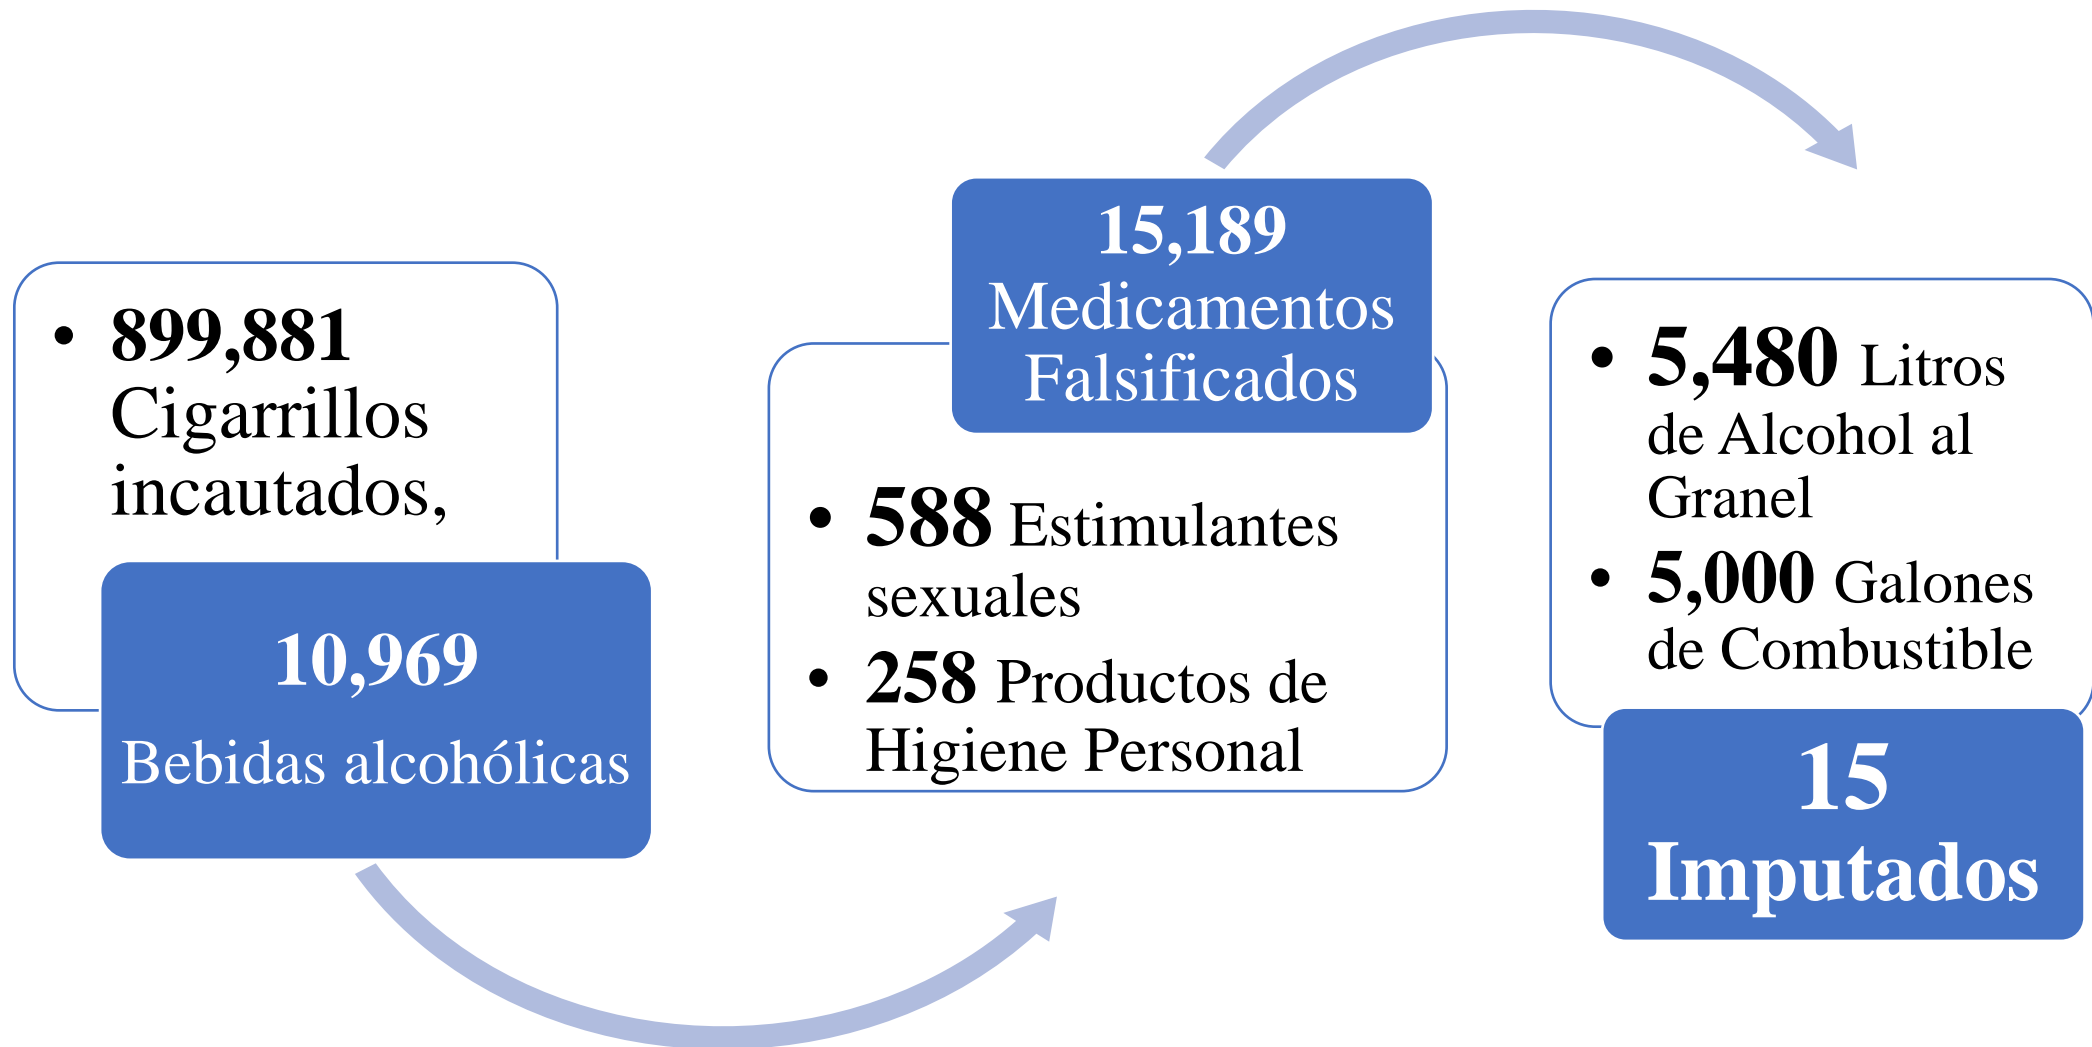 • 899,881
Cigarrillos
incautados,
10,969
Bebidas alcohólicas
15,189
Medicamentos
Falsificados
• 588 Estimulantes
sexuales
• 258 Productos de
Higiene Personal
• 5,480 Litros
de Alcohol al
Granel
• 5,000 Galones
de Combustible
15
Imputados